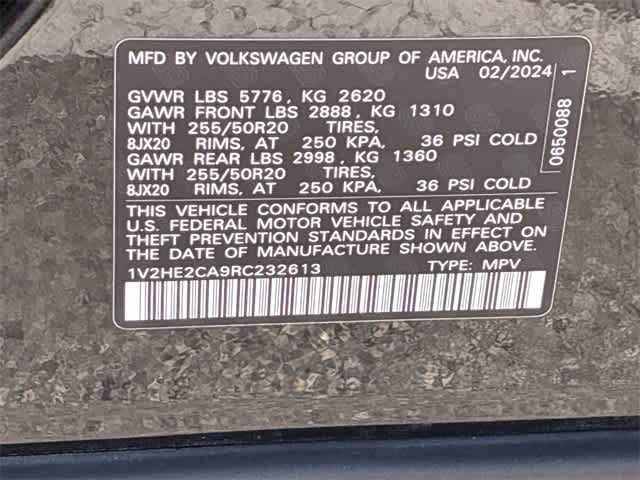 MFD BY VOLKSWAGEN GROUP OF AMERICA, INC.
USA 02/2024
GVWR LBS 5776, KG 2620
GAWR FRONT LBS 2888, KG 1310
WITH 255/50R20 TIRES,
8JX20 RIMS, AT 250 KPA, 36 PSI COLD
GAWR REAR LBS 2998, KG 1360
WITH 255/50R20 TIRES,
8JX20 RIMS, AT 250 KPA, 36 PSI COLD
THIS VEHICLE CONFORMS TO ALL APPLICABLE
U.S. FEDERAL MOTOR VEHICLE SAFETY AND
THEFT PREVENTION STANDARDS IN EFFECT ON
THE DATE OF MANUFACTURE SHOWN ABOVE.
1V2HE2CA9RC232613 TYPE: MPV
0650088 1